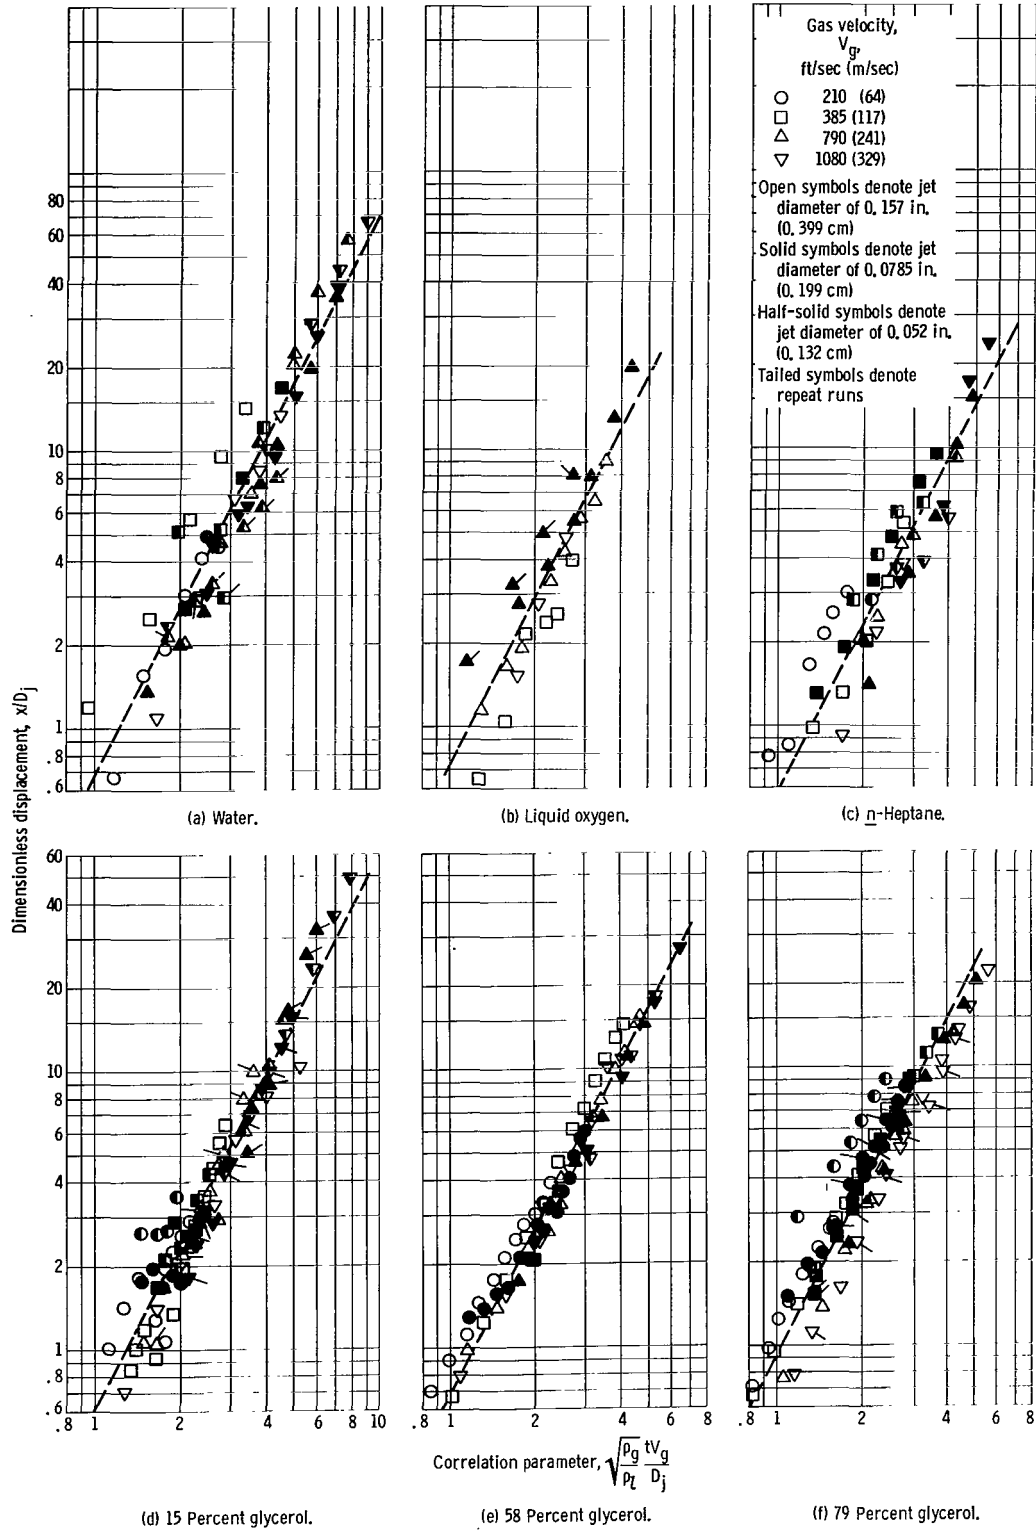 Gas velocity,
V_g,
ft/sec (m/sec)
210 (64)
385 (117)
790 (241)
1080 (329)
Open symbols denote jet
diameter of 0.157 in.
(0.399 cm)
Solid symbols denote jet
diameter of 0.0785 in.
(0.199 cm)
Half-solid symbols denote
jet diameter of 0.052 in.
(0.132 cm)
Tailed symbols denote
repeat runs
80
60
40
20
10
8
6
4
2
1
.8
.6
Dimensionless displacement, x/D_j
(a) Water.
(b) Liquid oxygen.
(c) n-Heptane.
60
40
20
10
8
6
4
2
1
.8
.6
.8 1 2 4 6 8 10
.8 1 2 4 6 8
.8 1 2 4 6 8
Correlation parameter, √(ρ_g/ρ_l) tV_g/D_j
(d) 15 Percent glycerol.
(e) 58 Percent glycerol.
(f) 79 Percent glycerol.